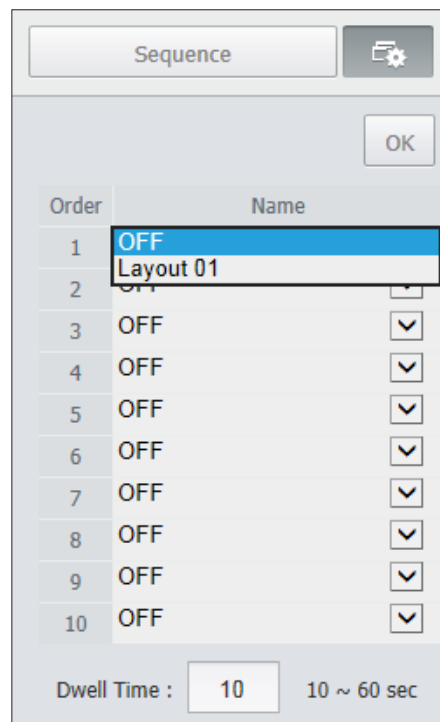 Sequence
OK
Order Name
1 OFF
Layout 01
2 OFF
3 OFF
4 OFF
5 OFF
6 OFF
7 OFF
8 OFF
9 OFF
10 OFF
Dwell Time : 10 10 ~ 60 sec